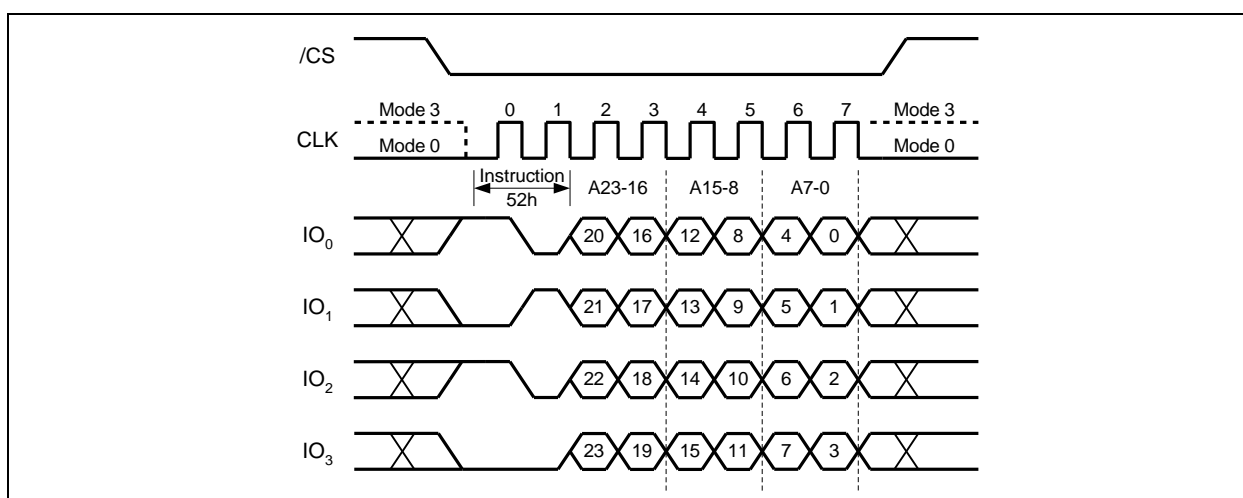 /CS
Mode 3 0 1 2 3 4 5 6 7 Mode 3
CLK
Mode 0 Mode 0
Instruction A23-16 A15-8 A7-0
52h
IO0 20 16 12 8 4 0
IO1 21 17 13 9 5 1
IO2 22 18 14 10 6 2
IO3 23 19 15 11 7 3